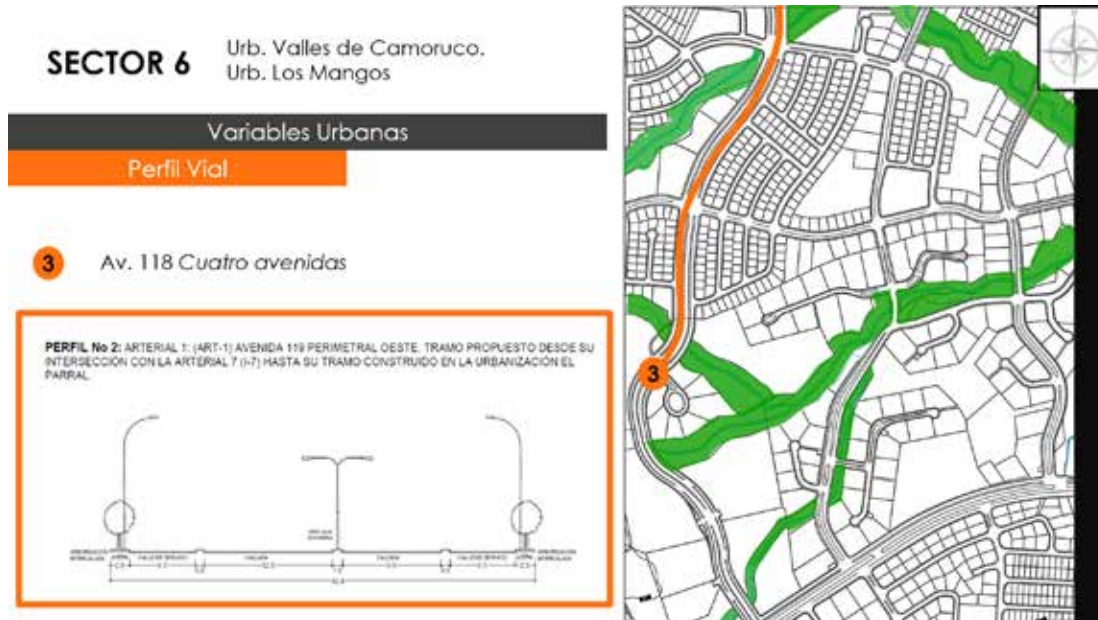 SECTOR 6
Urb. Valles de Camoruco.
Urb. Los Mangos
Variables Urbanas
Perfil Vial
3
Av. 118 Cuatro avenidas
PERFIL No 2: ARTERIAL 1: (ART-1) AVENIDA 119 PERIMETRAL OESTE, TRAMO PROPUESTO DESDE SU
INTERSECCIÓN CON LA ARTERIAL 7 (I-7) HASTA SU TRAMO CONSTRUIDO EN LA URBANIZACIÓN EL
PARRAL.
3